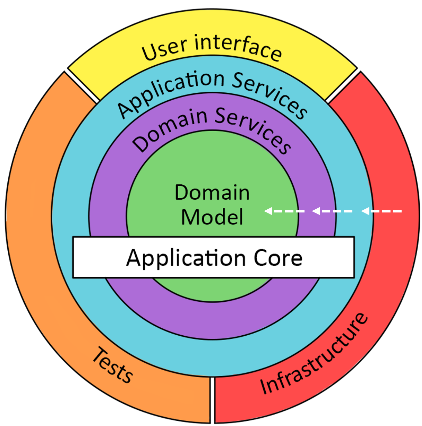 User interface
Application Services
Domain Services
Domain
Model
Application Core
Tests
Infrastructure